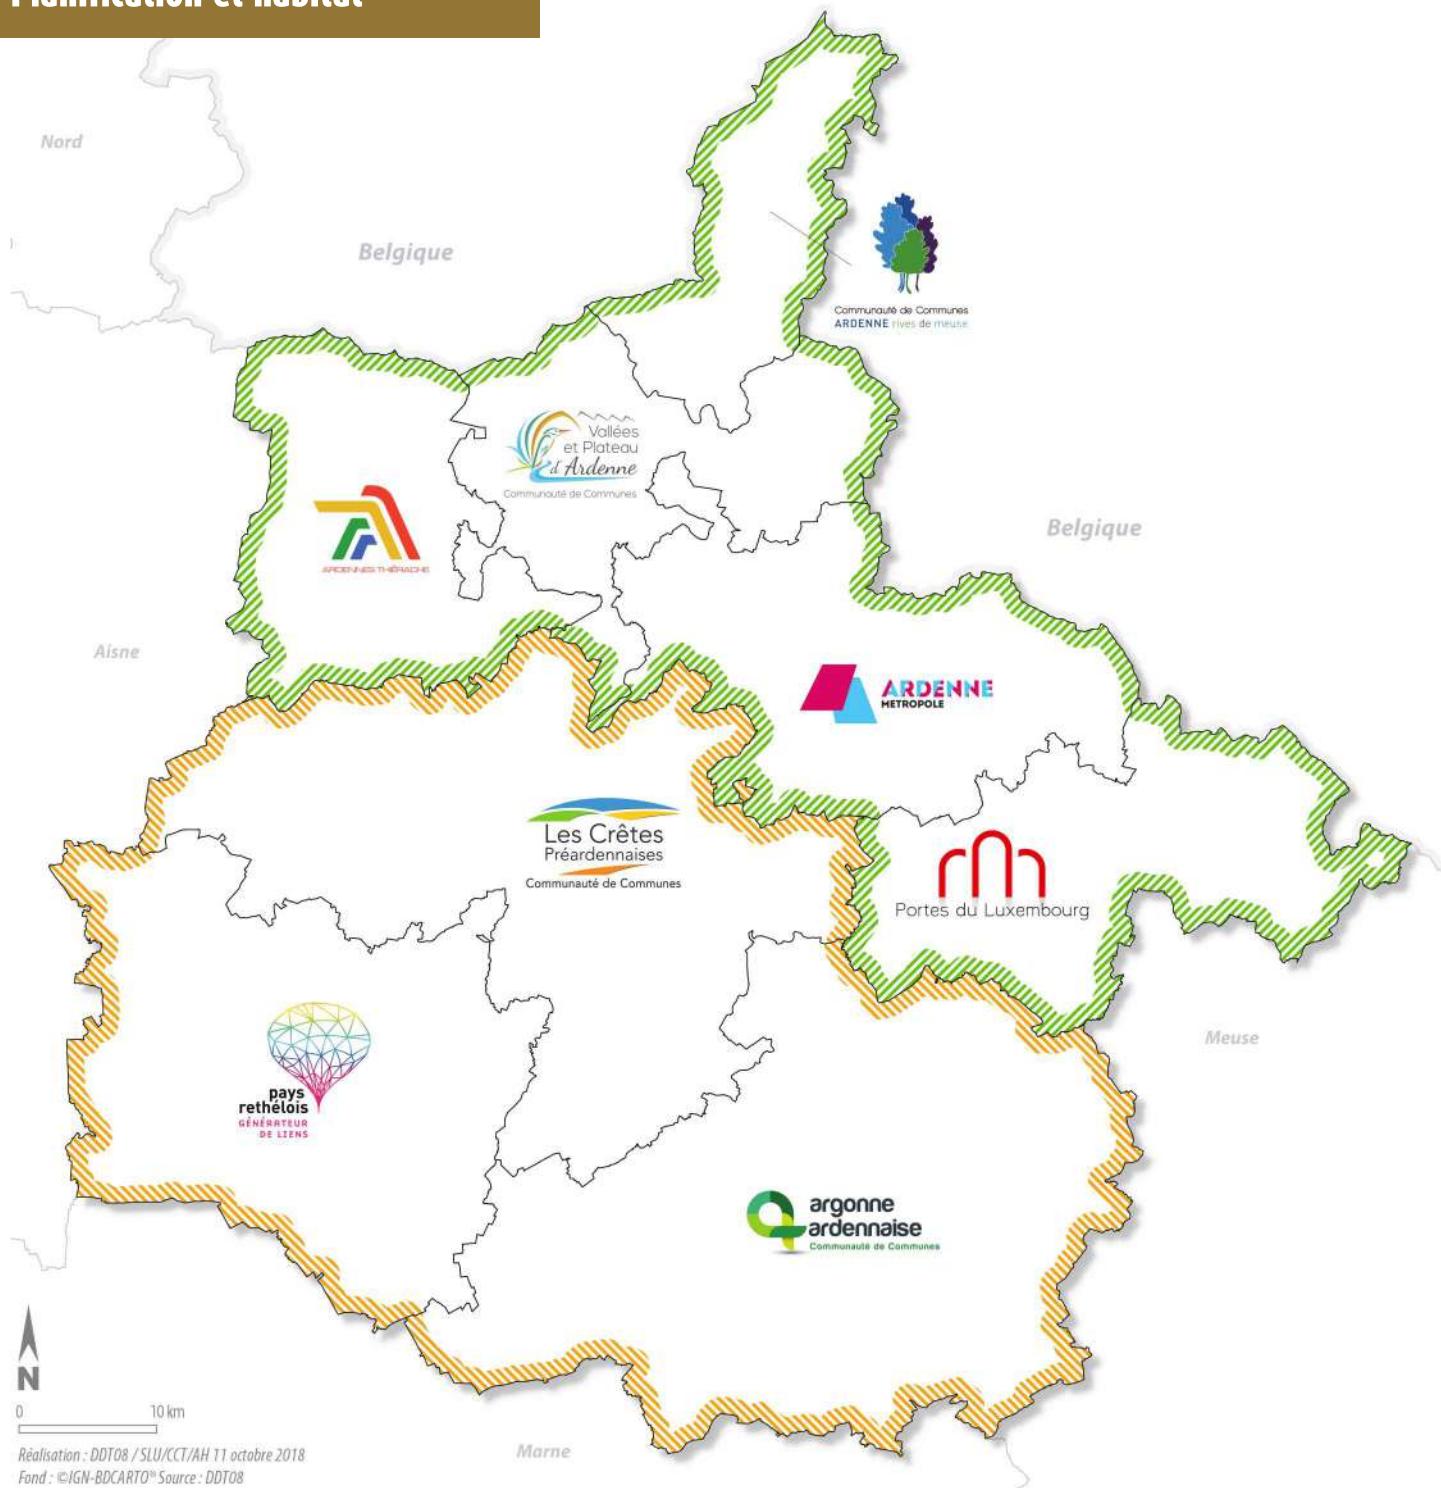 Planification et habitat
Nord
Belgique
Communauté de Communes
ARDENNE rives de meuse
Vallées
et Plateau
d'Ardenne
Communauté de Communes
ARDENNES THIÉRACHE
Belgique
Aisne
ARDENNE
METROPOLE
Les Crêtes
Préardennaises
Communauté de Communes
Portes du Luxembourg
Meuse
pays
rethélois
GÉNÉRATEUR
DE LIENS
argonne
ardennaise
Communauté de Communes
N
0 10 km
Marne
Réalisation : DDT08 / SLU/CCT/AH 11 octobre 2018
Fond : ©IGN-BDCARTO® Source : DDT08